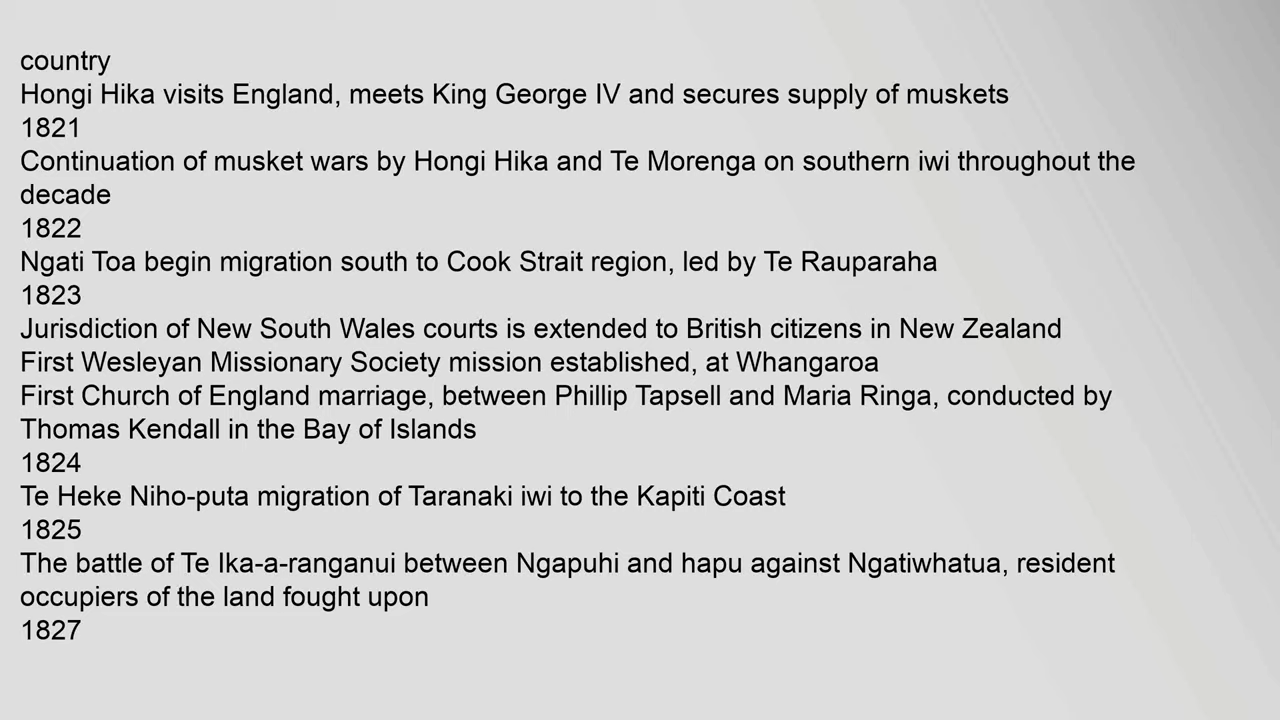 country
Hongi Hika visits England, meets King George IV and secures supply of muskets
1821
Continuation of musket wars by Hongi Hika and Te Morenga on southern iwi throughout the
decade
1822
Ngati Toa begin migration south to Cook Strait region, led by Te Rauparaha
1823
Jurisdiction of New South Wales courts is extended to British citizens in New Zealand
First Wesleyan Missionary Society mission established, at Whangaroa
First Church of England marriage, between Phillip Tapsell and Maria Ringa, conducted by
Thomas Kendall in the Bay of Islands
1824
Te Heke Niho-puta migration of Taranaki iwi to the Kapiti Coast
1825
The battle of Te Ika-a-ranganui between Ngapuhi and hapu against Ngatiwhatua, resident
occupiers of the land fought upon
1827